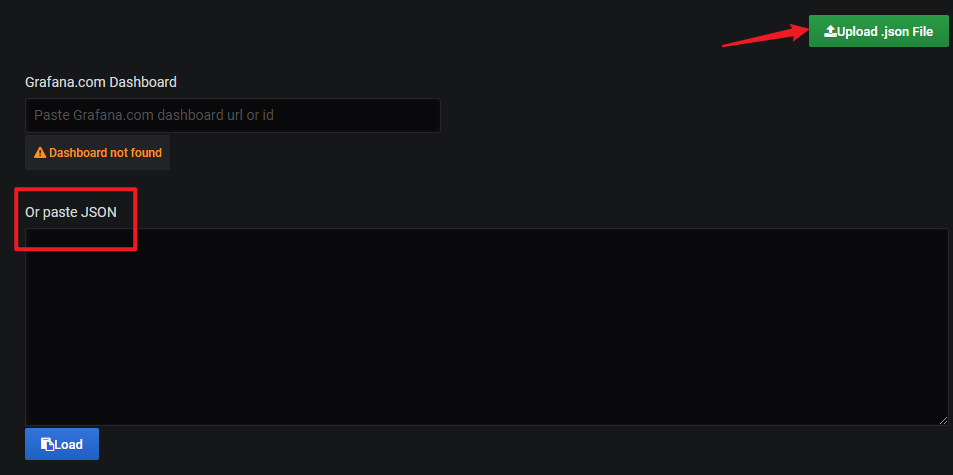 Upload .json File
Grafana.com Dashboard
Paste Grafana.com dashboard url or id
Dashboard not found
Or paste JSON
Load